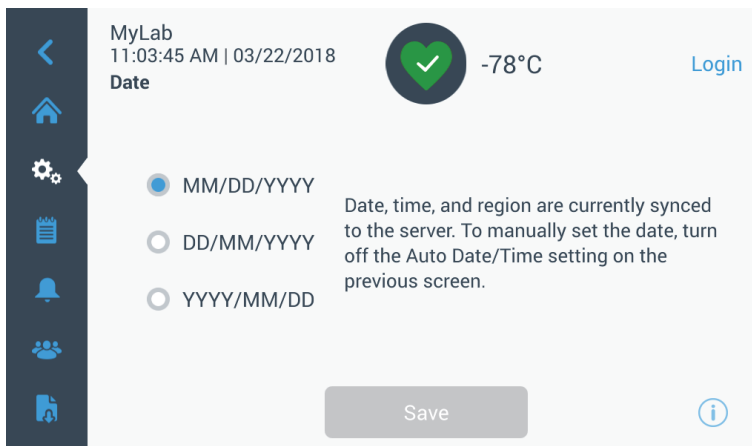 MyLab
11:03:45 AM | 03/22/2018
Date
-78°C
Login
MM/DD/YYYY
DD/MM/YYYY
YYYY/MM/DD
Date, time, and region are currently synced
to the server. To manually set the date, turn
off the Auto Date/Time setting on the
previous screen.
Save
i